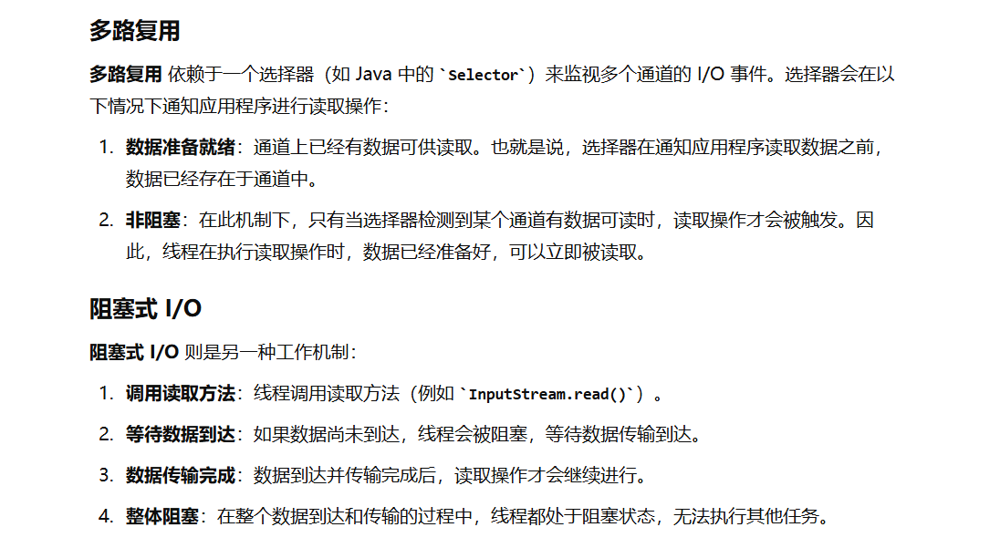 多路复用
多路复用 依赖于一个选择器（如 Java 中的 `Selector`）来监视多个通道的 I/O 事件。选择器会在以
下情况下通知应用程序进行读取操作：
1. 数据准备就绪：通道上已经有数据可供读取。也就是说，选择器在通知应用程序读取数据之前，
数据已经存在于通道中。
2. 非阻塞：在此机制下，只有当选择器检测到某个通道有数据可读时，读取操作才会被触发。因
此，线程在执行读取操作时，数据已经准备好，可以立即被读取。
阻塞式 I/O
阻塞式 I/O 则是另一种工作机制：
1. 调用读取方法：线程调用读取方法（例如 `InputStream.read()`）。
2. 等待数据到达：如果数据尚未到达，线程会被阻塞，等待数据传输到达。
3. 数据传输完成：数据到达并传输完成后，读取操作才会继续进行。
4. 整体阻塞：在整个数据到达和传输的过程中，线程都处于阻塞状态，无法执行其他任务。